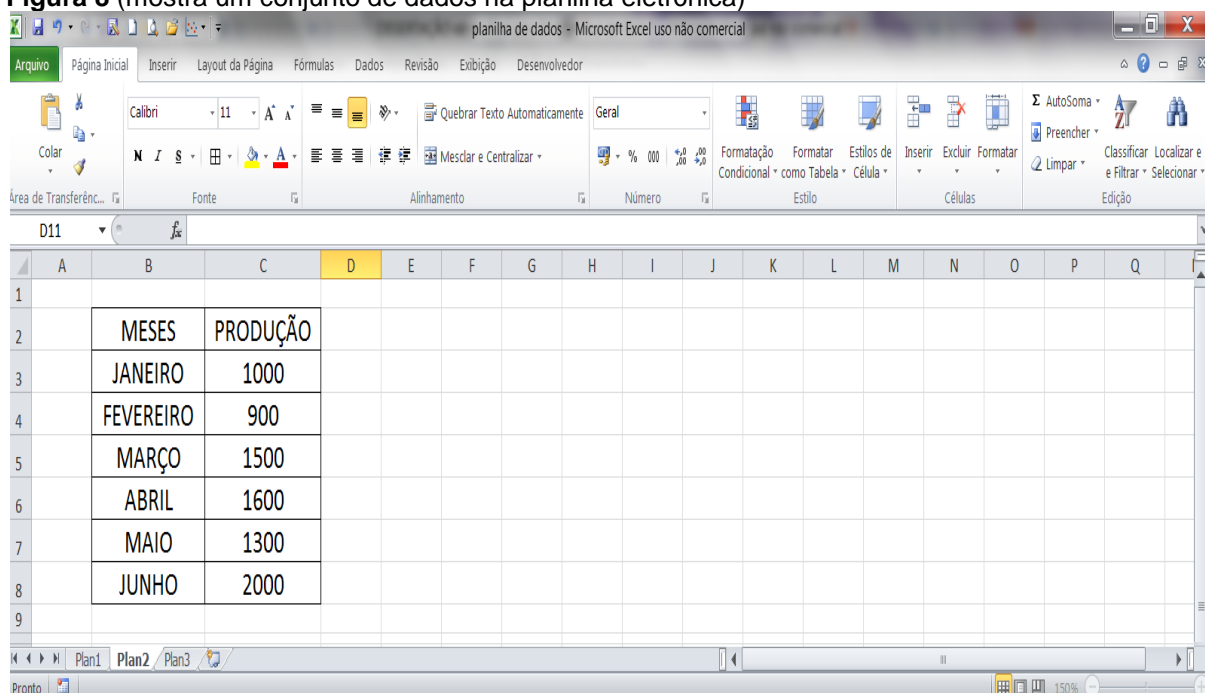 Figura 8 (mostra um conjunto de dados na planilha eletrônica)
planilha de dados - Microsoft Excel uso não comercial
Arquivo Página Inicial Inserir Layout da Página Fórmulas Dados Revisão Exibição Desenvolvedor
Calibri 11 A A Quebrar Texto Automaticamente Geral Σ AutoSoma
Preencher
Colar N I S A Mesclar e Centralizar % 000 Formatação Formatar Estilos de Inserir Excluir Formatar Limpar Classificar Localizar e
Condicional como Tabela Célula e Filtrar Selecionar
Área de Transferênc... Fonte Alinhamento Número Estilo Células Edição
D11 fx
A B C D E F G H I J K L M N O P Q
1
2 MESES PRODUÇÃO
3 JANEIRO 1000
4 FEVEREIRO 900
5 MARÇO 1500
6 ABRIL 1600
7 MAIO 1300
8 JUNHO 2000
9
Plan1 Plan2 Plan3
Pronto 150%